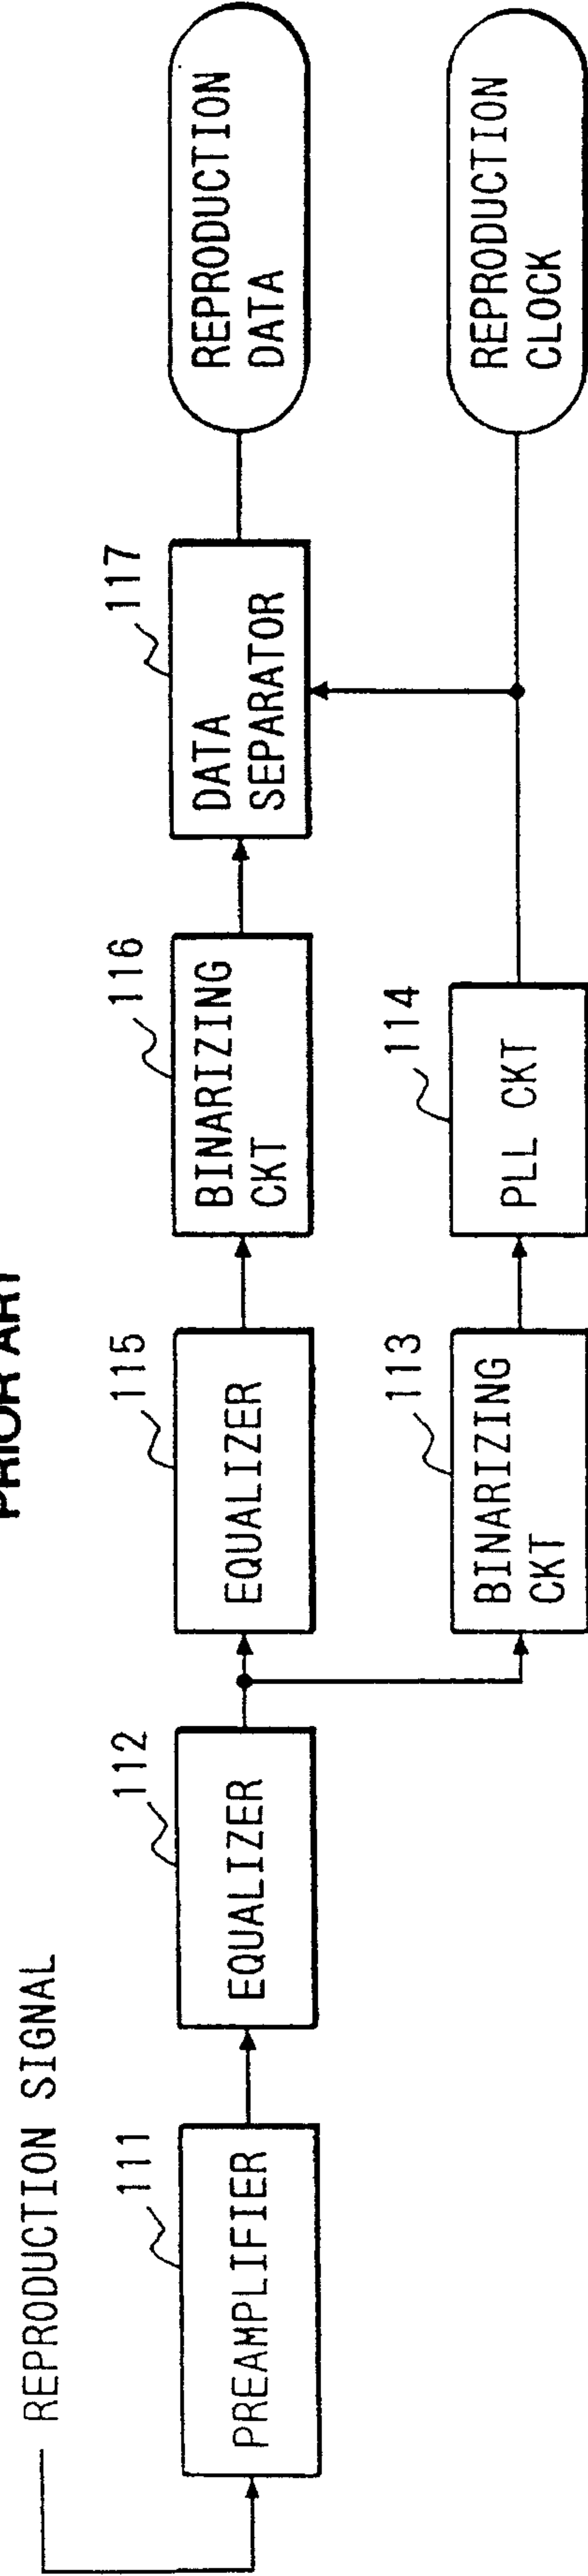 PRIOR ART
REPRODUCTION SIGNAL
111
PREAMPLIFIER
112
EQUALIZER
115
EQUALIZER
116
BINARIZING
CKT
117
DATA
SEPARATOR
REPRODUCTION
DATA
113
BINARIZING
CKT
114
PLL CKT
REPRODUCTION
CLOCK